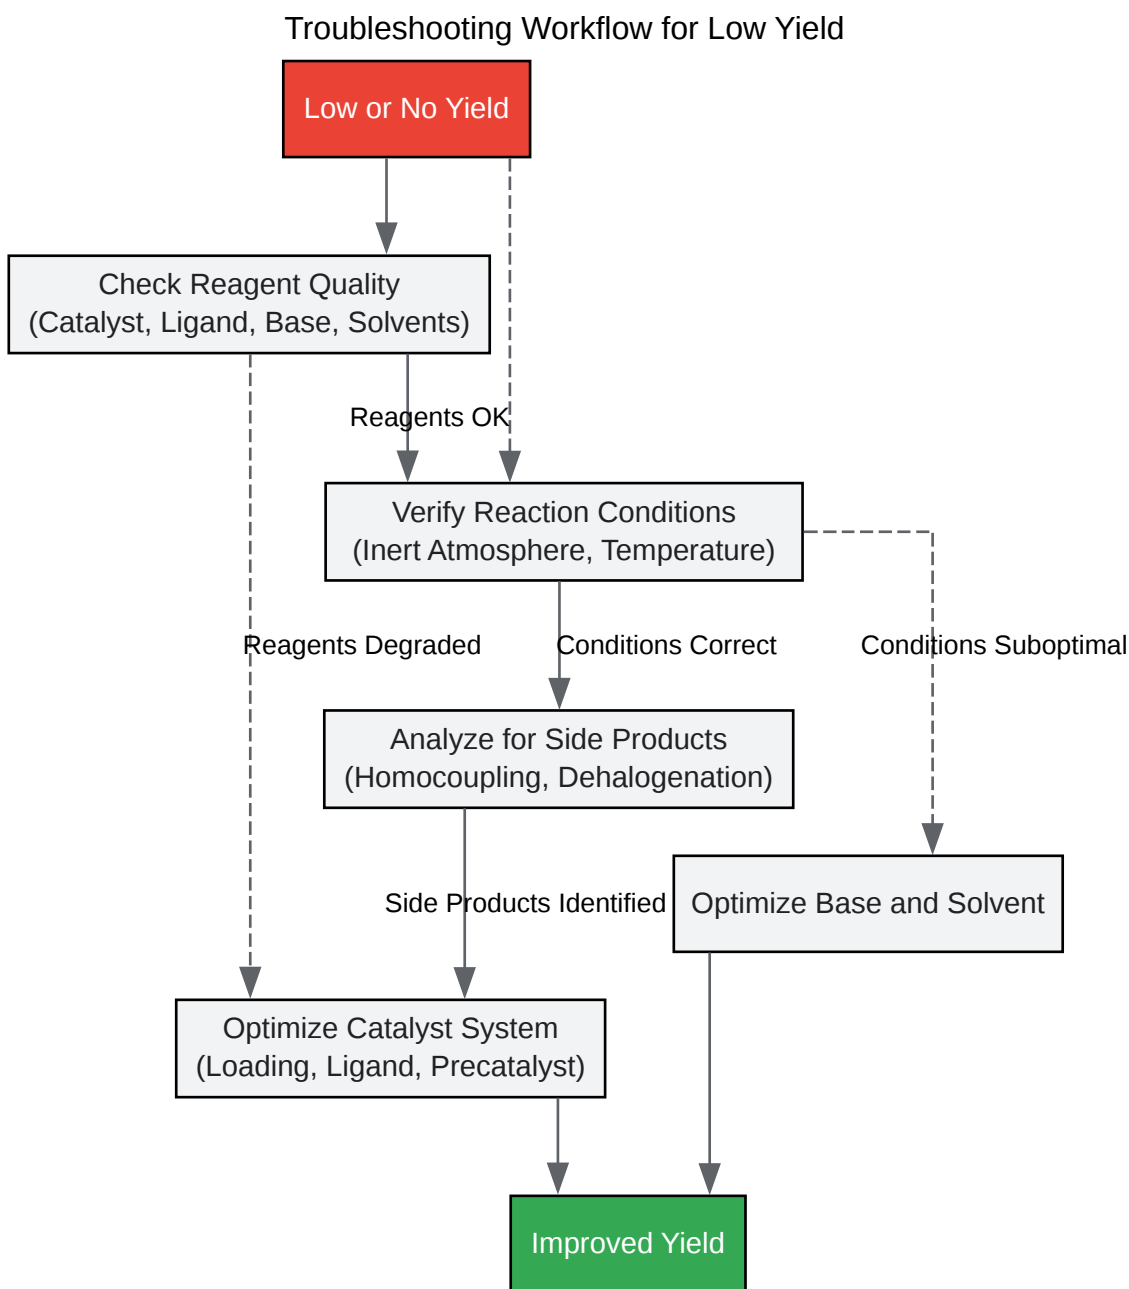 Troubleshooting Workflow for Low Yield
Low or No Yield
Check Reagent Quality
(Catalyst, Ligand, Base, Solvents)
Reagents OK
Verify Reaction Conditions
(Inert Atmosphere, Temperature)
Reagents Degraded
Conditions Correct
Conditions Suboptimal
Analyze for Side Products
(Homocoupling, Dehalogenation)
Side Products Identified
Optimize Base and Solvent
Optimize Catalyst System
(Loading, Ligand, Precatalyst)
Improved Yield